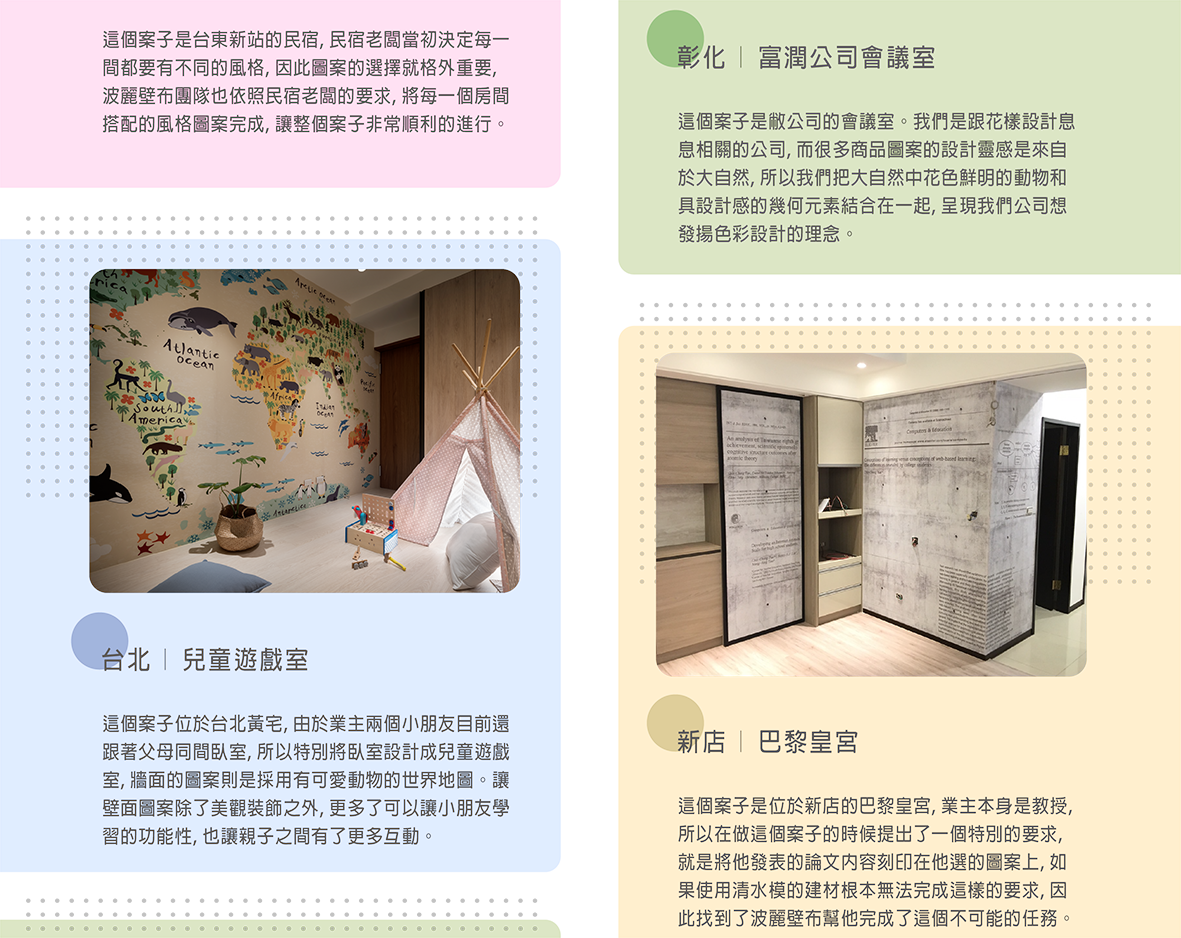 這個案子是台東新站的民宿, 民宿老闆當初決定每一
間都要有不同的風格, 因此圖案的選擇就格外重要,
波麗壁布團隊也依照民宿老闆的要求, 將每一個房間
搭配的風格圖案完成, 讓整個案子非常順利的進行。
Arctic Ocean
Atlantic
Ocean
South
America
Africa
Indian
Ocean
Antarctica
台北｜兒童遊戲室
這個案子位於台北黃宅, 由於業主兩個小朋友目前還
跟著父母同間臥室, 所以特別將臥室設計成兒童遊戲
室, 牆面的圖案則是採用有可愛動物的世界地圖。讓
壁面圖案除了美觀裝飾之外, 更多了可以讓小朋友學
習的功能性, 也讓親子之間有了更多互動。
彰化｜富潤公司會議室
這個案子是敝公司的會議室。我們是跟花樣設計息
息相關的公司, 而很多商品圖案的設計靈感是來自
於大自然, 所以我們把大自然中花色鮮明的動物和
具設計感的幾何元素結合在一起, 呈現我們公司想
發揚色彩設計的理念。
Computers & Education
新店｜巴黎皇宮
這個案子是位於新店的巴黎皇宮, 業主本身是教授,
所以在做這個案子的時候提出了一個特別的要求,
就是將他發表的論文內容刻印在他選的圖案上, 如
果使用清水模的建材根本無法完成這樣的要求, 因
此找到了波麗壁布幫他完成了這個不可能的任務。